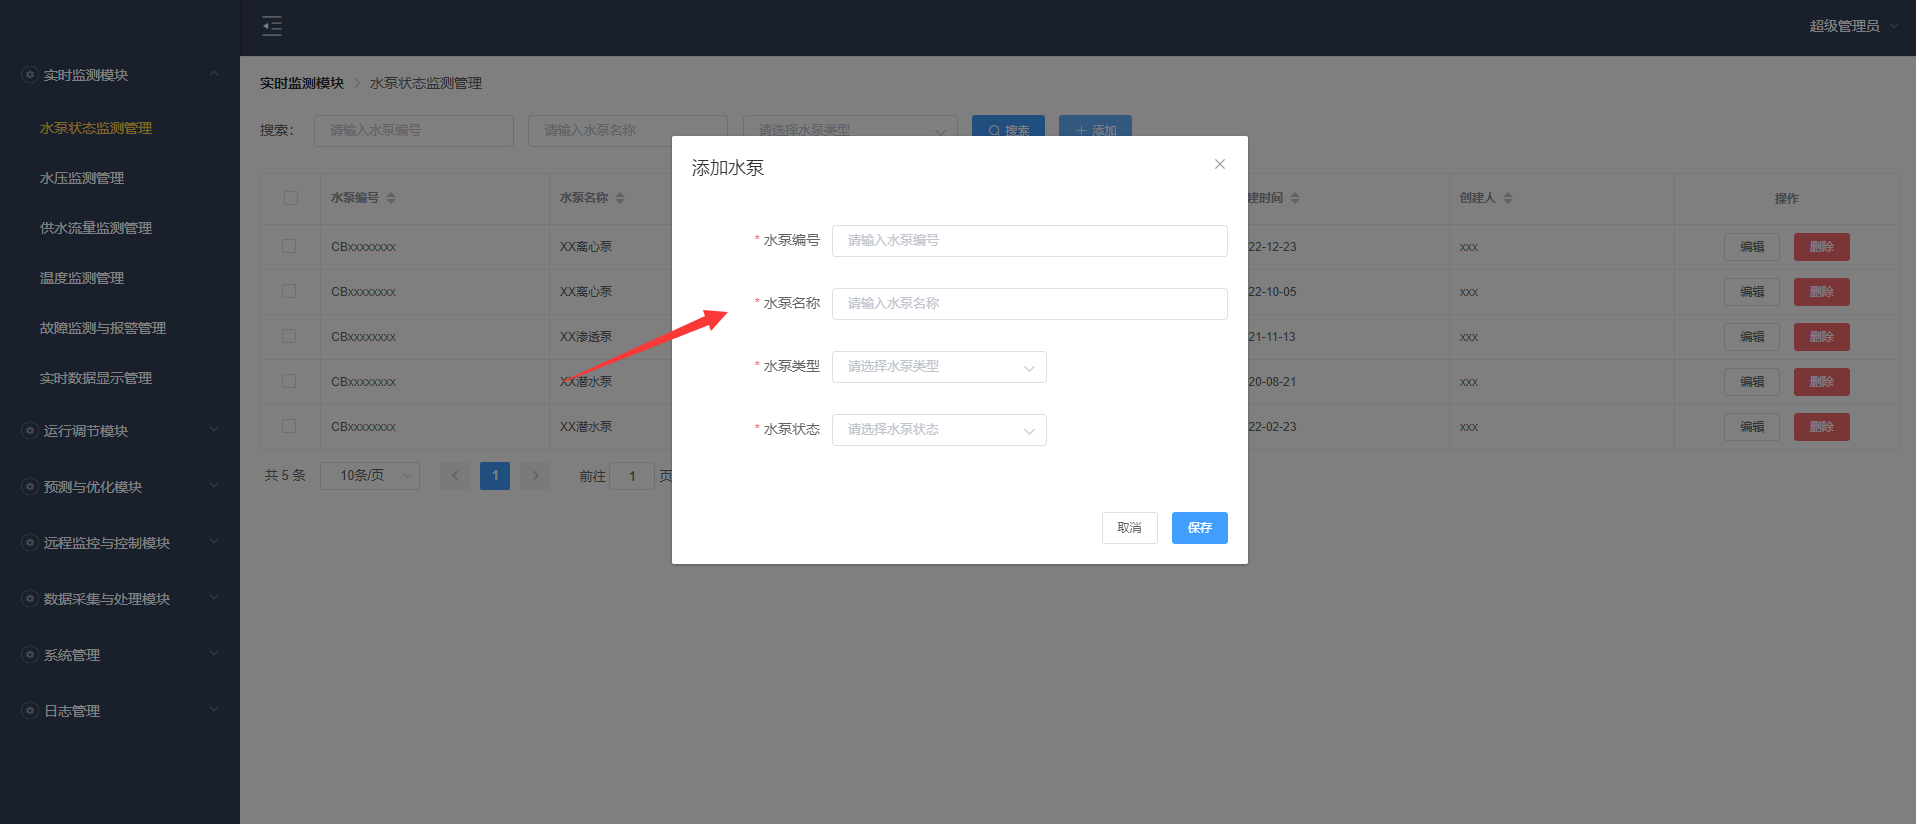 超级管理员
实时监测模块
水泵状态监测管理
水压监测管理
供水流量监测管理
温度监测管理
故障监测与报警管理
实时数据显示管理
运行调节模块
预测与优化模块
远程监控与控制模块
数据采集与处理模块
系统管理
日志管理
实时监测模块 > 水泵状态监测管理
搜索： 请输入水泵编号 请输入水泵名称 请选择水泵类型 搜索 添加
水泵编号 水泵名称 建时间 创建人 操作
CBxxxxxxxx XX离心泵 22-12-23 xxx 编辑 删除
CBxxxxxxxx XX离心泵 22-10-05 xxx 编辑 删除
CBxxxxxxxx XX渗透泵 21-11-13 xxx 编辑 删除
CBxxxxxxxx XX潜水泵 20-08-21 xxx 编辑 删除
CBxxxxxxxx XX潜水泵 22-02-23 xxx 编辑 删除
共 5 条 10条/页 < 1 > 前往 1 页
添加水泵
* 水泵编号 请输入水泵编号
* 水泵名称 请输入水泵名称
* 水泵类型 请选择水泵类型
* 水泵状态 请选择水泵状态
取消 保存